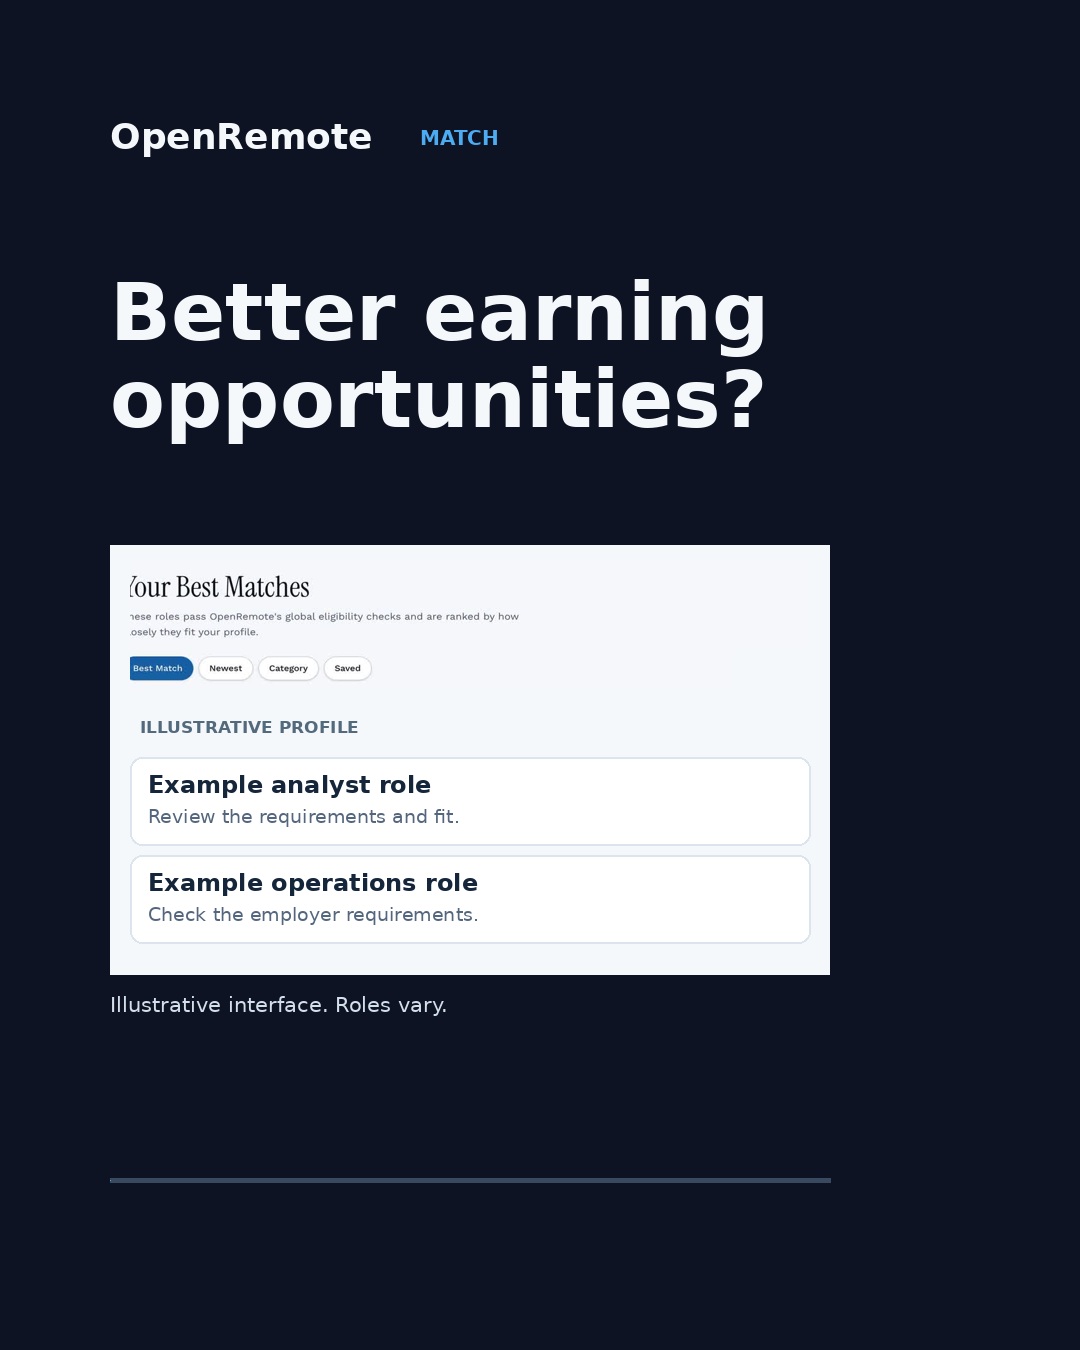 OpenRemote MATCH
Better earning
opportunities?
Your Best Matches
roles pass OpenRemote's global eligibility checks and are ranked by how
they fit your profile.
Best Match Newest Category Saved
ILLUSTRATIVE PROFILE
Example analyst role
Review the requirements and fit.
Example operations role
Check the employer requirements.
Illustrative interface. Roles vary.